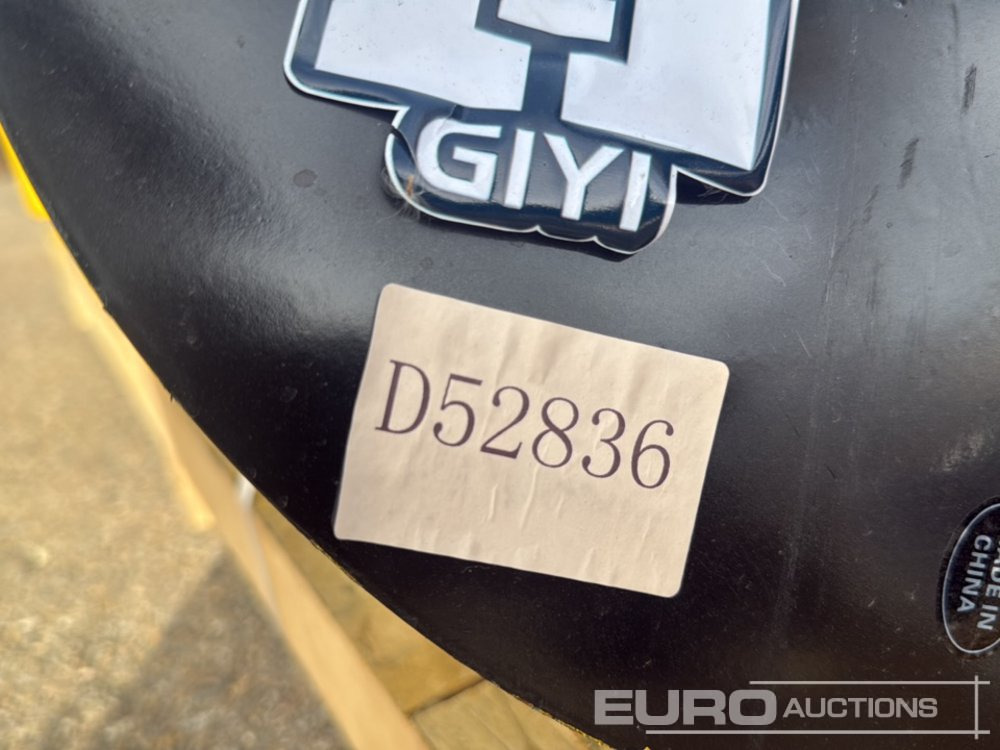 GIYI
D52836
MADE IN
CHINA
EURO AUCTIONS